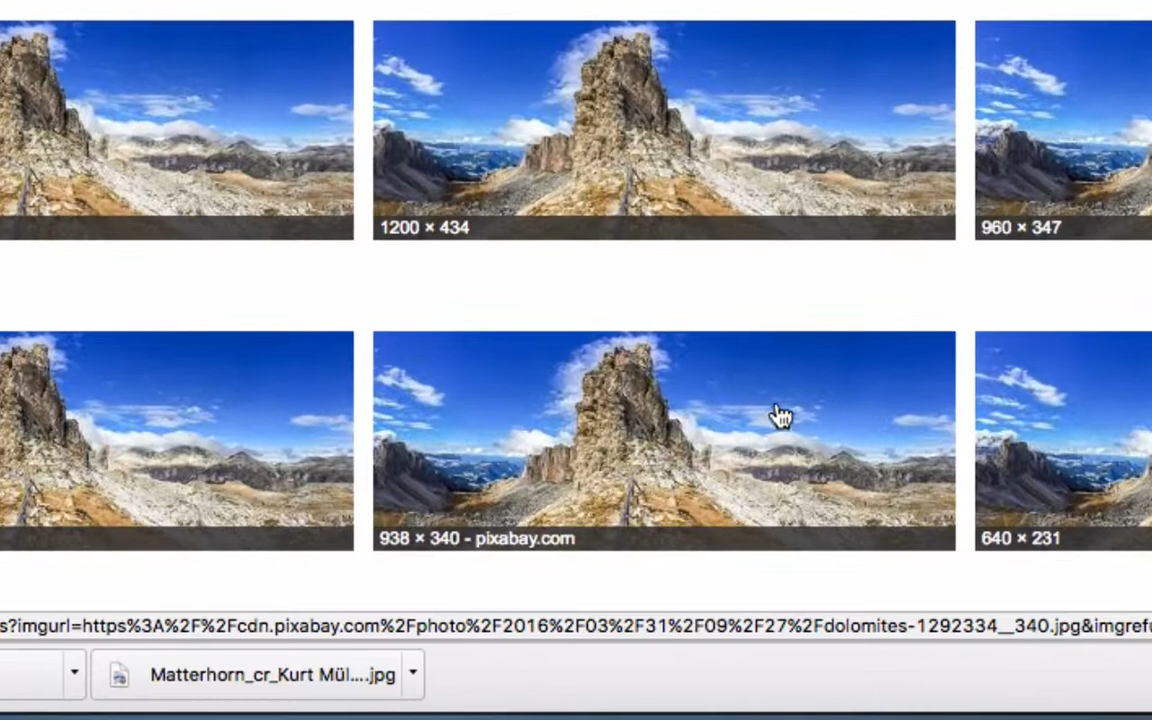 1200 × 434
960 × 347
938 × 340 - pixabay.com
640 × 231
s?imgurl=https%3A%2F%2Fcdn.pixabay.com%2Fphoto%2F2016%2F03%2F31%2F09%2F27%2Fdolomites-1292334__340.jpg&imgrefu
Matterhorn_cr_Kurt Mül....jpg